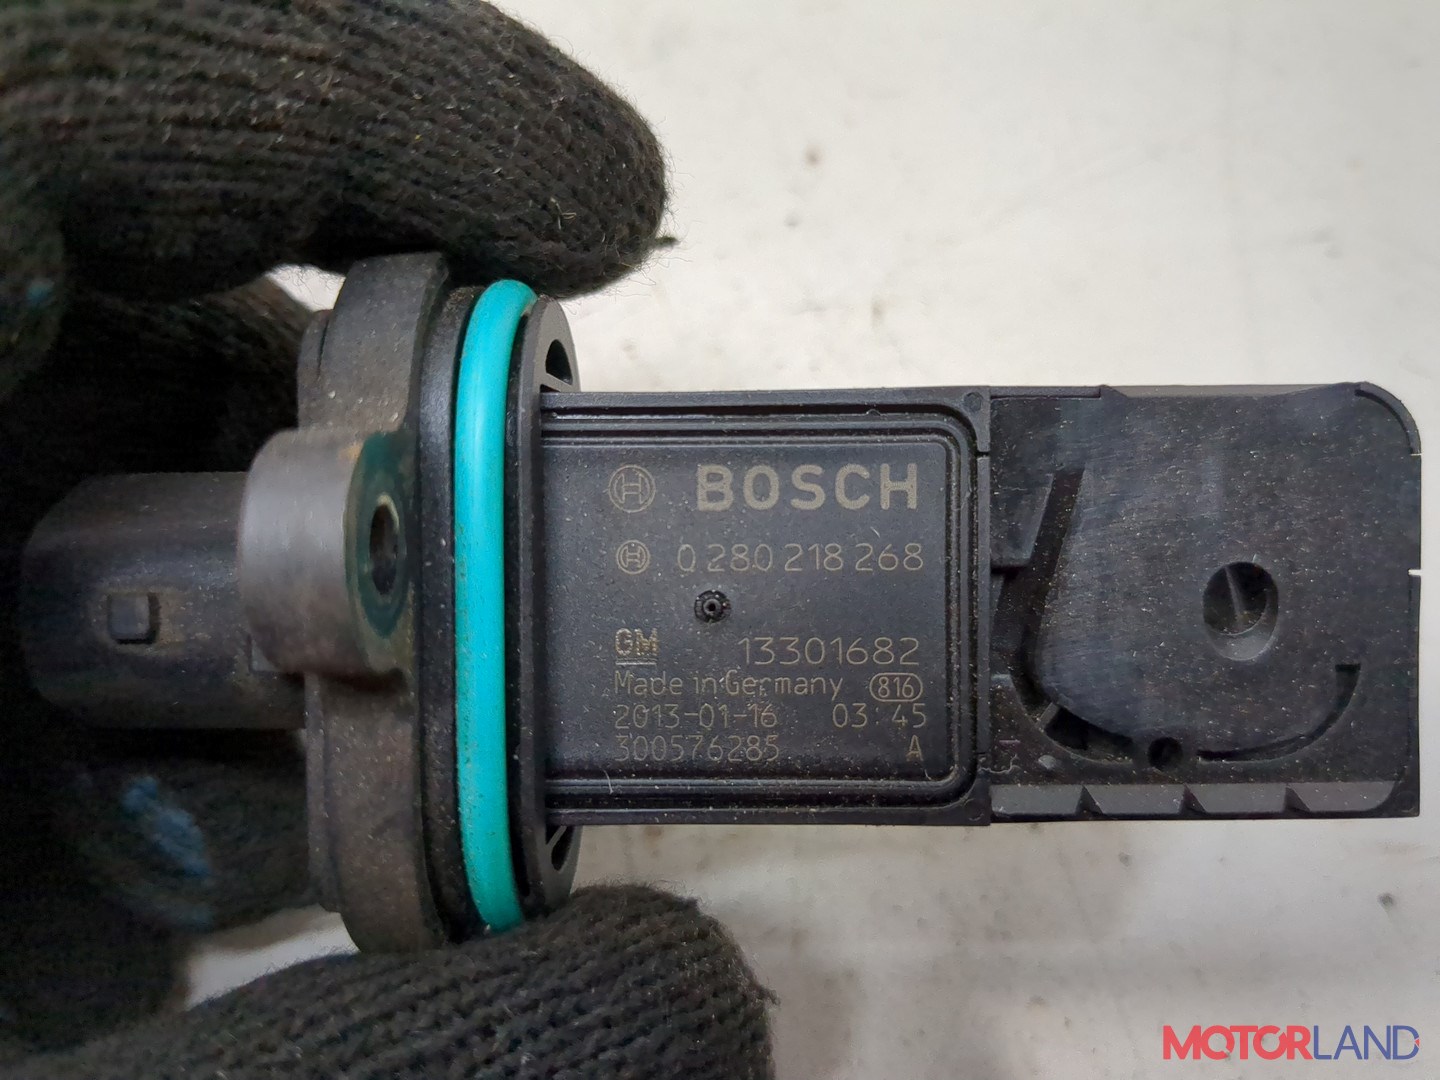 BOSCH
0 280 218 268
GM 13301682
Made in Germany 816
2013-01-16 03:45
300576285 A
MOTORLAND